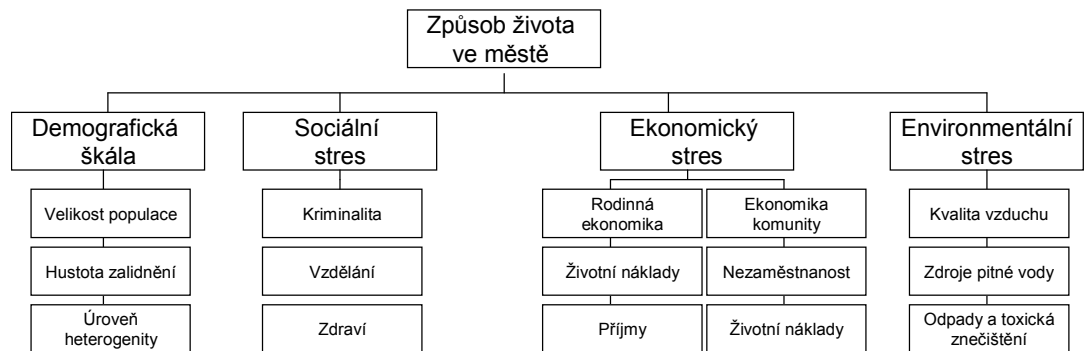 Způsob života
ve městě
Demografická
škála
Sociální
stres
Ekonomický
stres
Environmentální
stres
Velikost populace
Hustota zalidnění
Úroveň
heterogenity
Kriminalita
Vzdělání
Zdraví
Rodinná
ekonomika
Životní náklady
Příjmy
Ekonomika
komunity
Nezaměstnanost
Životní náklady
Kvalita vzduchu
Zdroje pitné vody
Odpady a toxická
znečištění